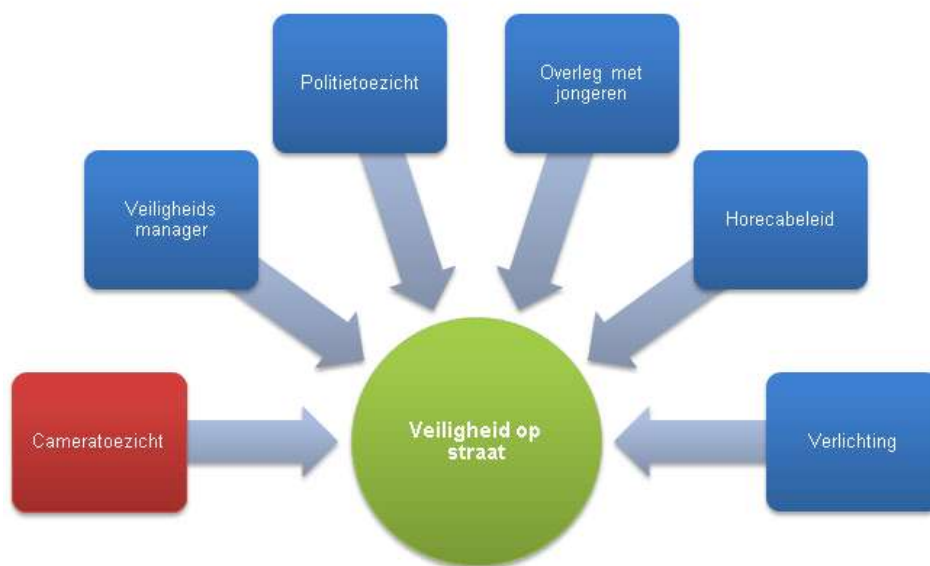 Politietoezicht
Overleg met
jongeren
Veiligheids
manager
Horecabeleid
Cameratoezicht
Veiligheid op
straat
Verlichting